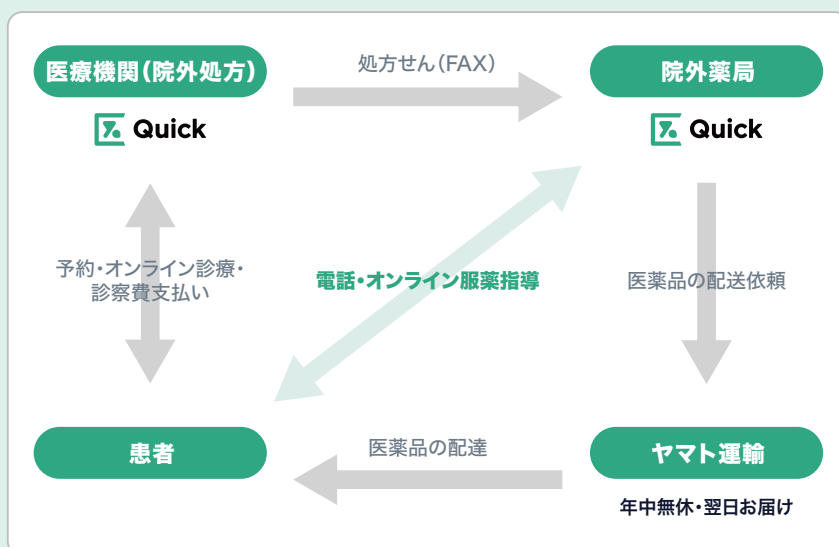 医療機関（院外処方）
処方せん（FAX）
院外薬局
Quick
Quick
予約・オンライン診療・
診察費支払い
電話・オンライン服薬指導
医薬品の配送依頼
患者
医薬品の配達
ヤマト運輸
年中無休・翌日お届け